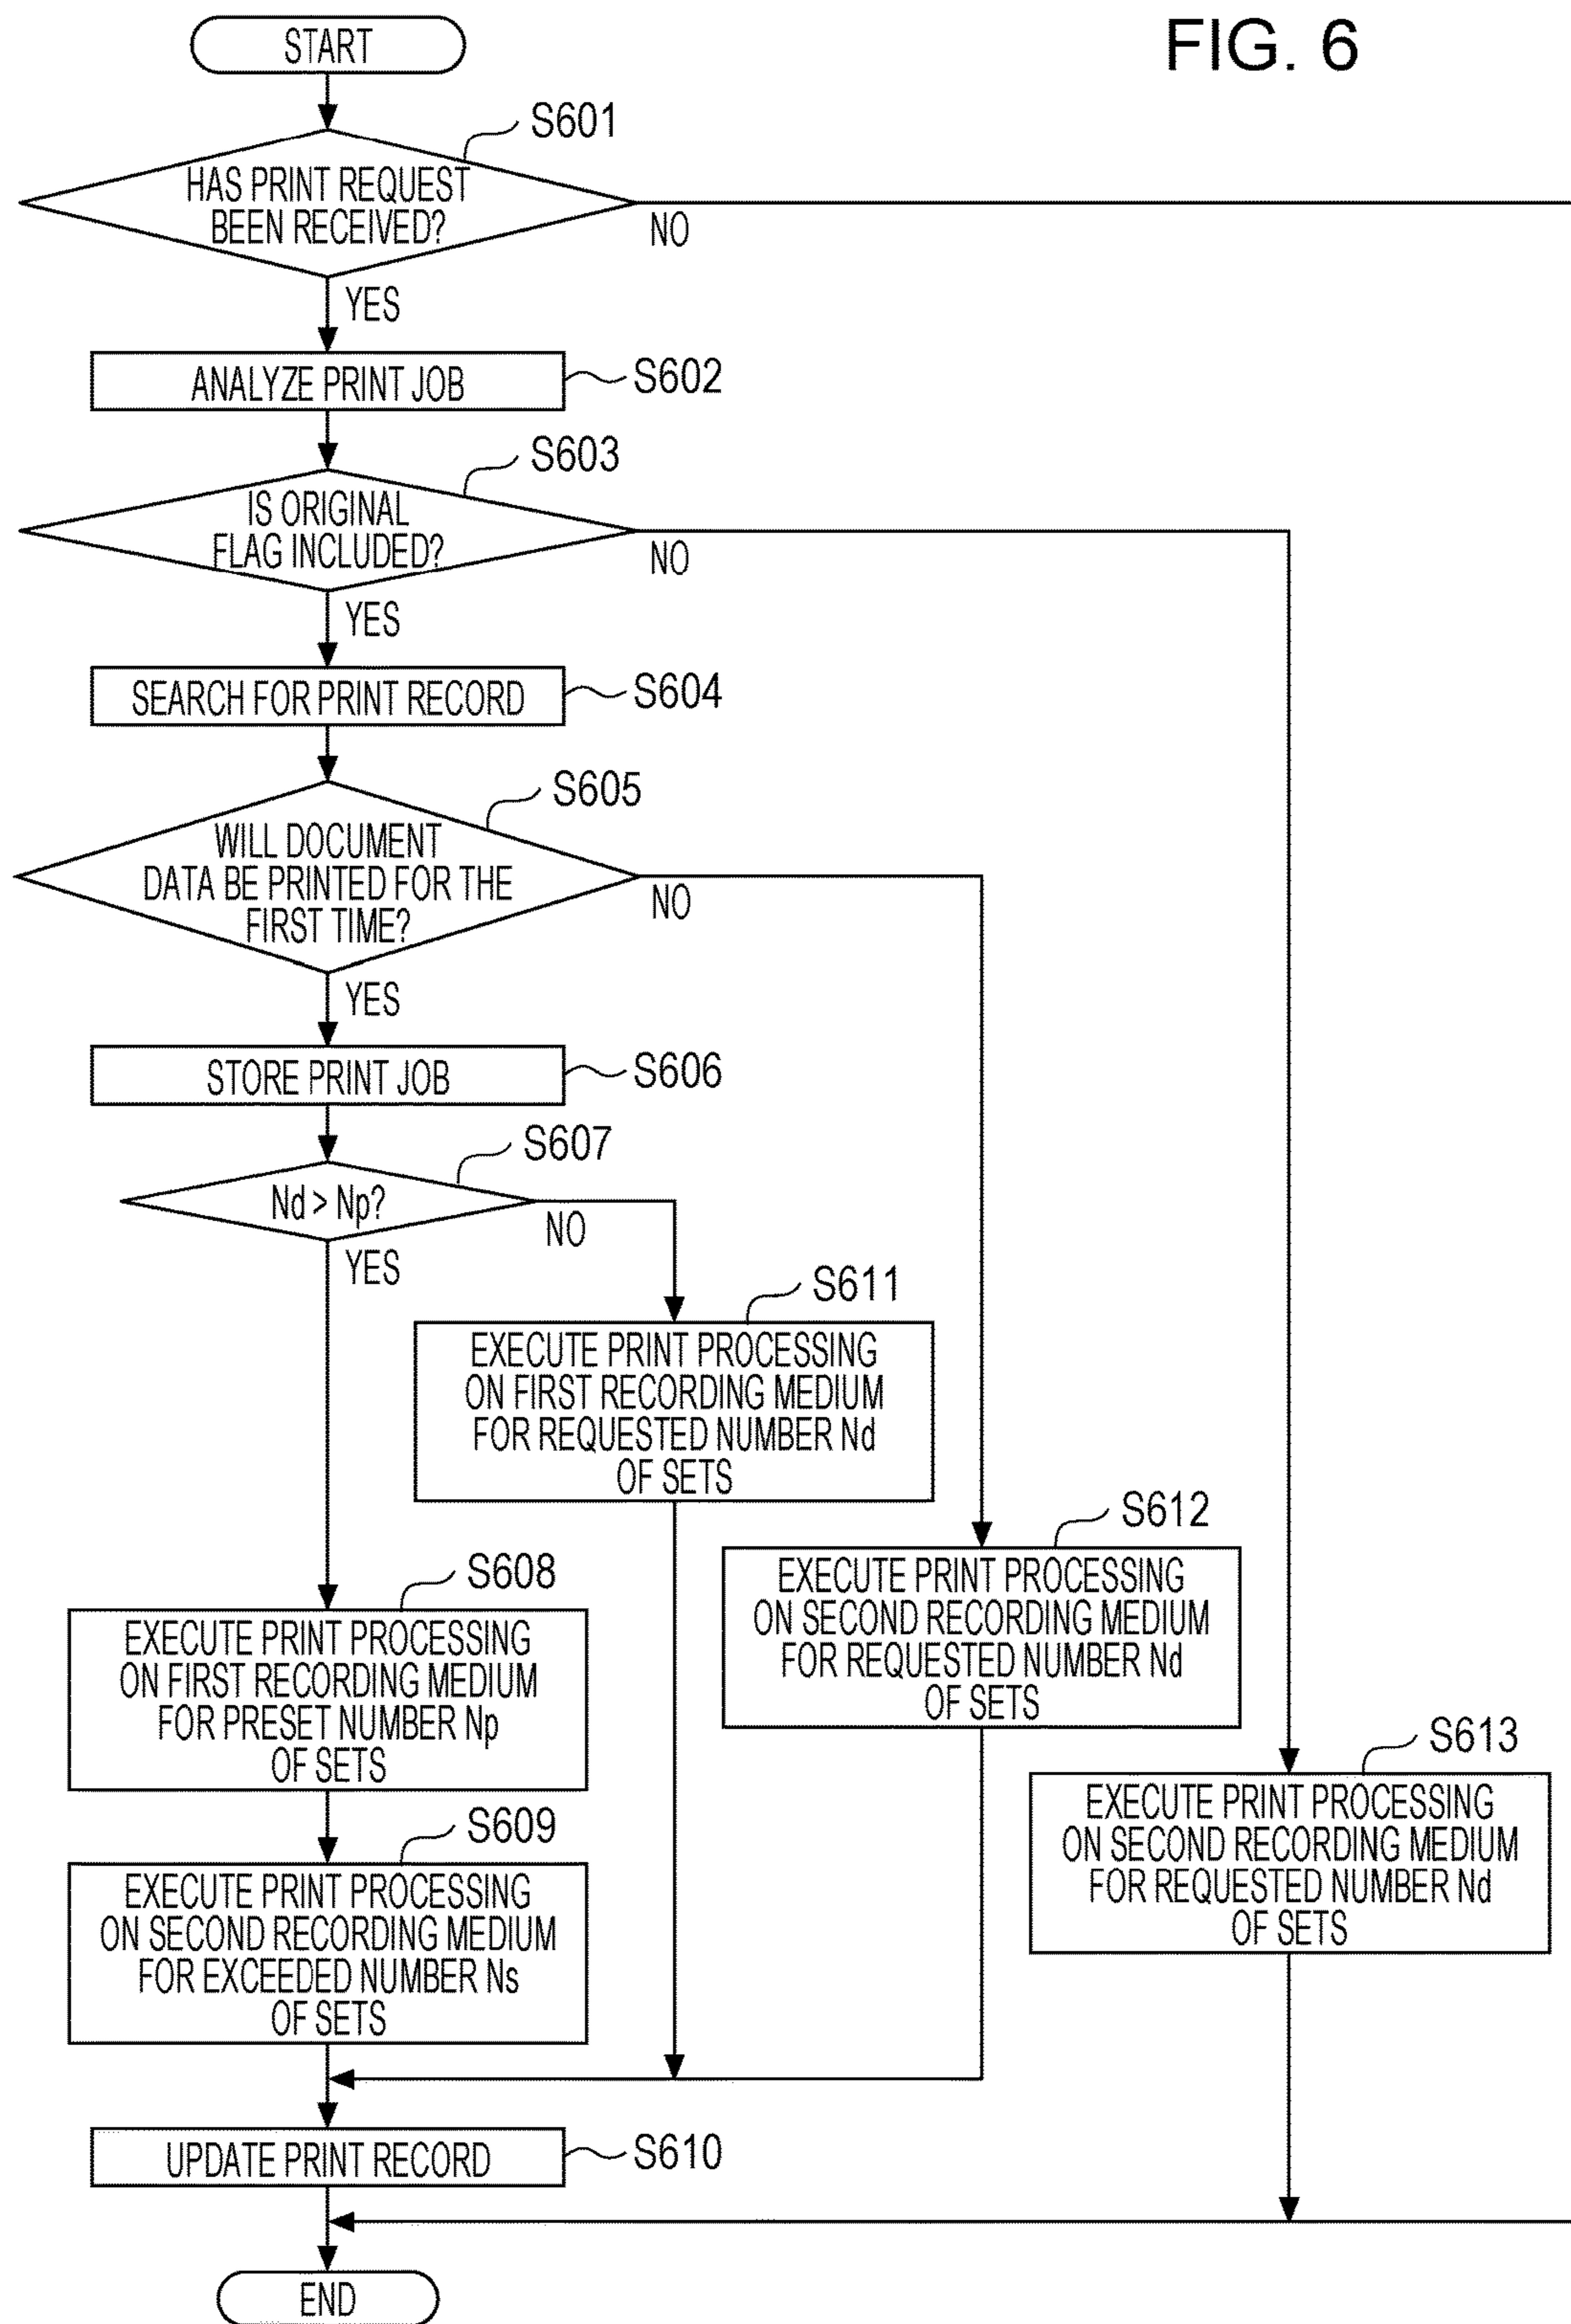 FIG. 6
START
S601
HAS PRINT REQUEST
BEEN RECEIVED?
NO
YES
ANALYZE PRINT JOB
S602
S603
IS ORIGINAL
FLAG INCLUDED?
NO
YES
SEARCH FOR PRINT RECORD
S604
S605
WILL DOCUMENT
DATA BE PRINTED FOR THE
FIRST TIME?
NO
YES
STORE PRINT JOB
S606
S607
Nd > Np?
NO
YES
S611
EXECUTE PRINT PROCESSING
ON FIRST RECORDING MEDIUM
FOR REQUESTED NUMBER Nd
OF SETS
S612
EXECUTE PRINT PROCESSING
ON SECOND RECORDING MEDIUM
FOR REQUESTED NUMBER Nd
OF SETS
S608
EXECUTE PRINT PROCESSING
ON FIRST RECORDING MEDIUM
FOR PRESET NUMBER Np
OF SETS
S613
EXECUTE PRINT PROCESSING
ON SECOND RECORDING MEDIUM
FOR REQUESTED NUMBER Nd
OF SETS
S609
EXECUTE PRINT PROCESSING
ON SECOND RECORDING MEDIUM
FOR EXCEEDED NUMBER Ns
OF SETS
UPDATE PRINT RECORD
S610
END